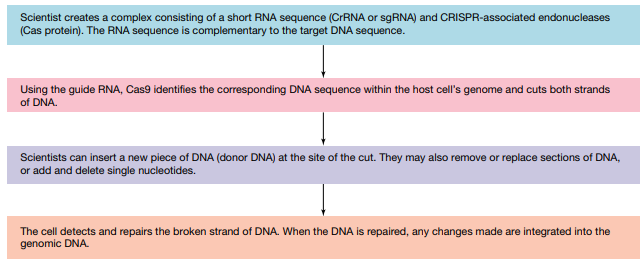 Scientist creates a complex consisting of a short RNA sequence (CrRNA or sgRNA) and CRISPR-associated endonucleases
(Cas protein). The RNA sequence is complementary to the target DNA sequence.
Using the guide RNA, Cas9 identifies the corresponding DNA sequence within the host cell's genome and cuts both strands
of DNA.
Scientists can insert a new piece of DNA (donor DNA) at the site of the cut. They may also remove or replace sections of DNA,
or add and delete single nucleotides.
The cell detects and repairs the broken strand of DNA. When the DNA is repaired, any changes made are integrated into the
genomic DNA.